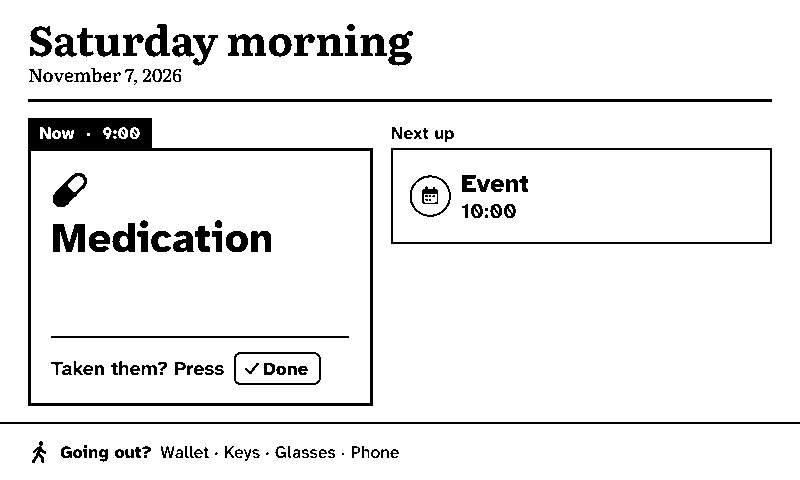 Saturday morning
November 7, 2026
Now · 9:00
Medication
Taken them? Press Done
Next up
Event
10:00
Going out? Wallet · Keys · Glasses · Phone